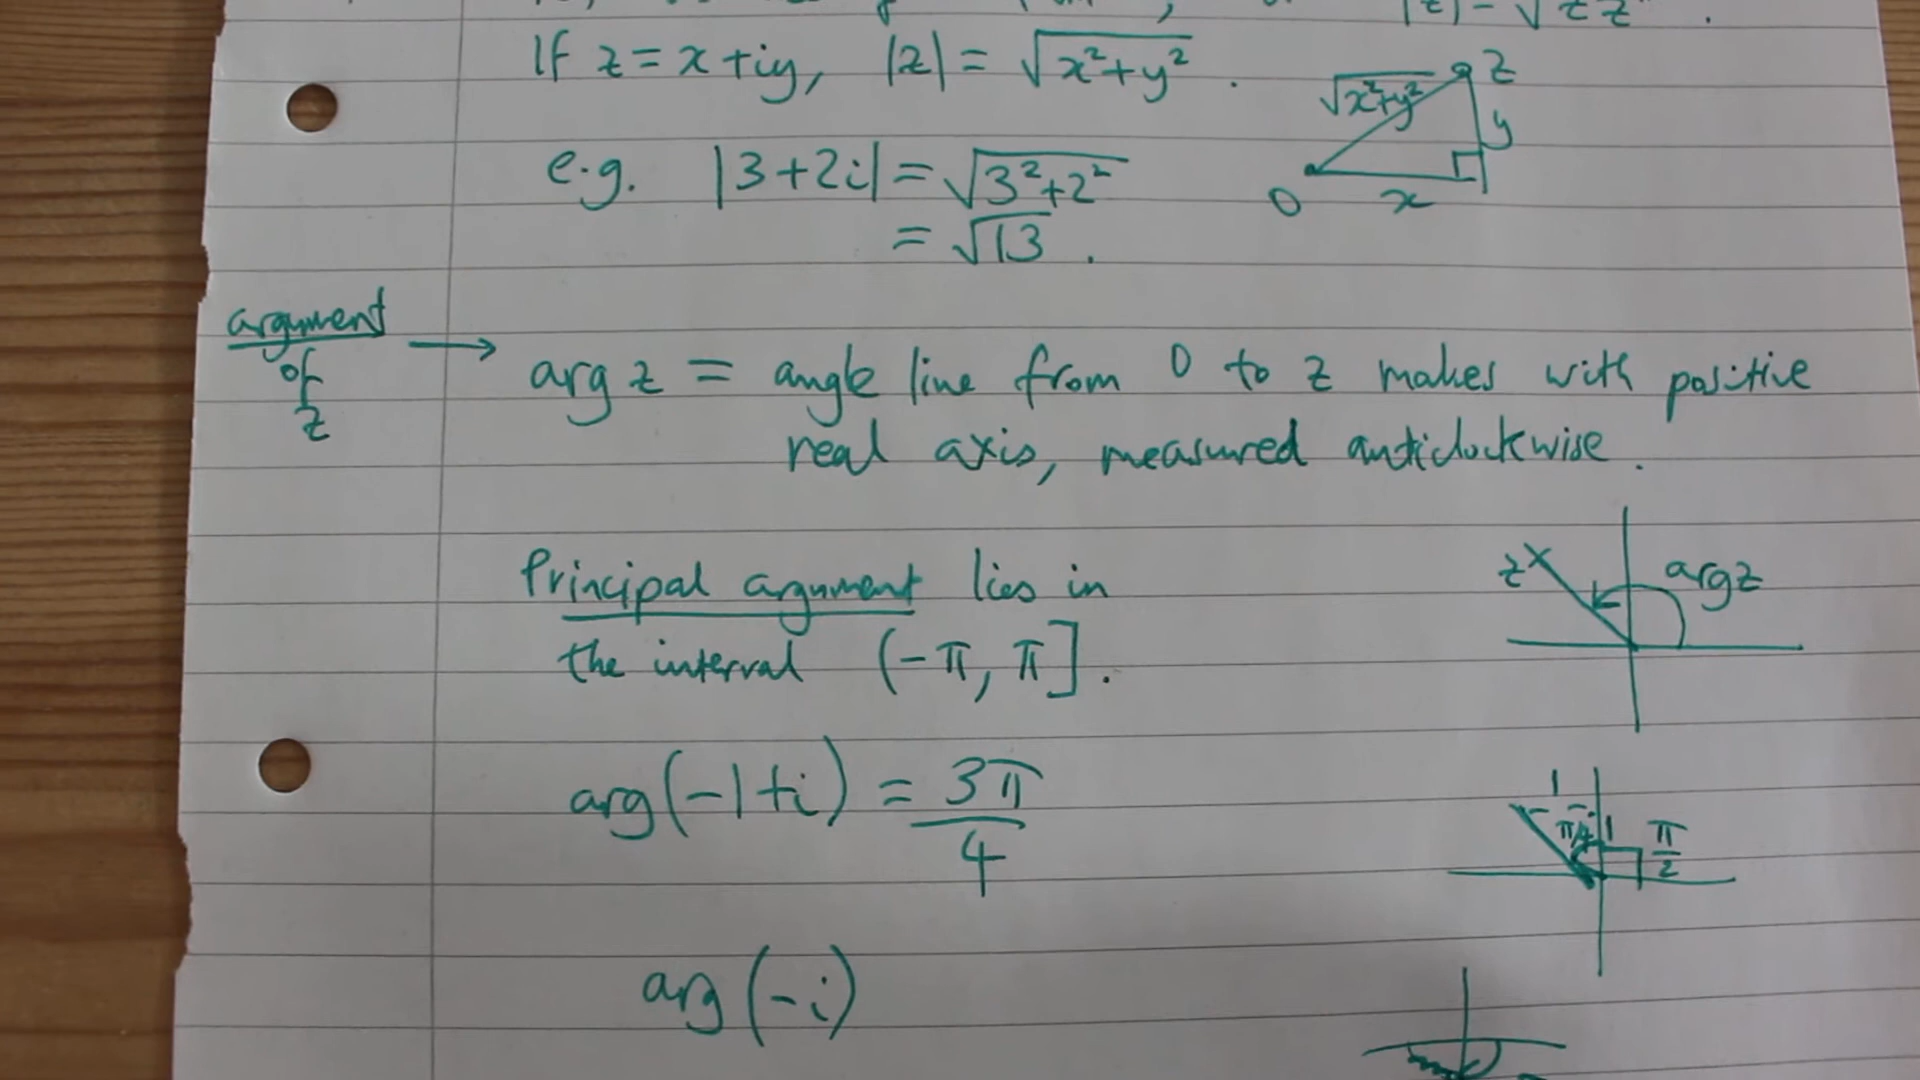 |z| = √zz
If z = x + iy, |z| = √x²+y² .
√x²+y² z
y
0 x
e.g. |3+2i| = √3²+2²
= √13 .
argument
of
z
→ arg z = angle line from 0 to z makes with positive
real axis, measured anticlockwise .
Principal argument lies in
the interval (-π, π] .
z arg z
arg(-1+i) = 3π/4
1
π/4 1 π/2
arg(-i)